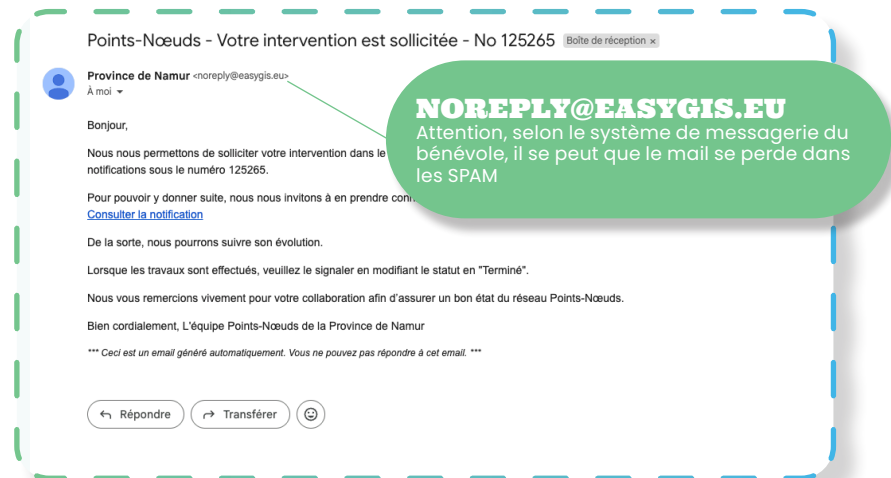 Points-Nœuds - Votre intervention est sollicitée - No 125265 Boîte de réception ×
Province de Namur <noreply@easygis.eu>
À moi
NOREPLY@EASYGIS.EU
Attention, selon le système de messagerie du
bénévole, il se peut que le mail se perde dans
les SPAM
Bonjour,
Nous nous permettons de solliciter votre intervention dans le
notifications sous le numéro 125265.
Pour pouvoir y donner suite, nous nous invitons à en prendre
Consulter la notification
De la sorte, nous pourrons suivre son évolution.
Lorsque les travaux sont effectués, veuillez le signaler en modifiant le statut en "Terminé".
Nous vous remercions vivement pour votre collaboration afin d'assurer un bon état du réseau Points-Nœuds.
Bien cordialement, L'équipe Points-Nœuds de la Province de Namur
*** Ceci est un email généré automatiquement. Vous ne pouvez pas répondre à cet email. ***
Répondre Transférer